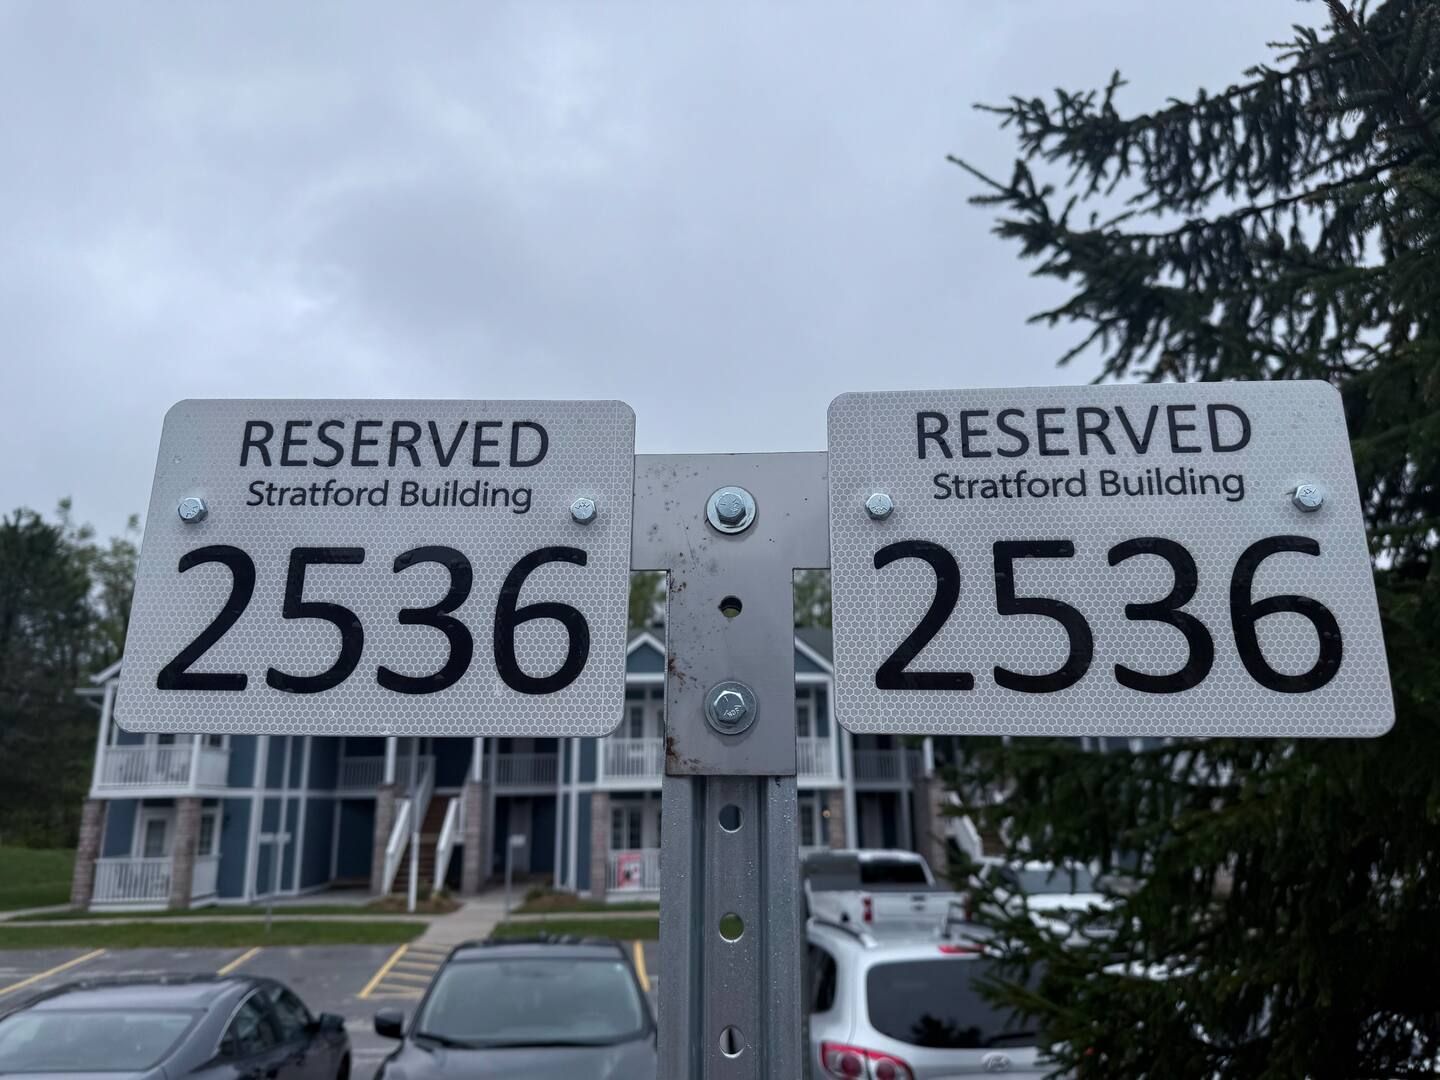 RESERVED
Stratford Building
2536
RESERVED
Stratford Building
2536